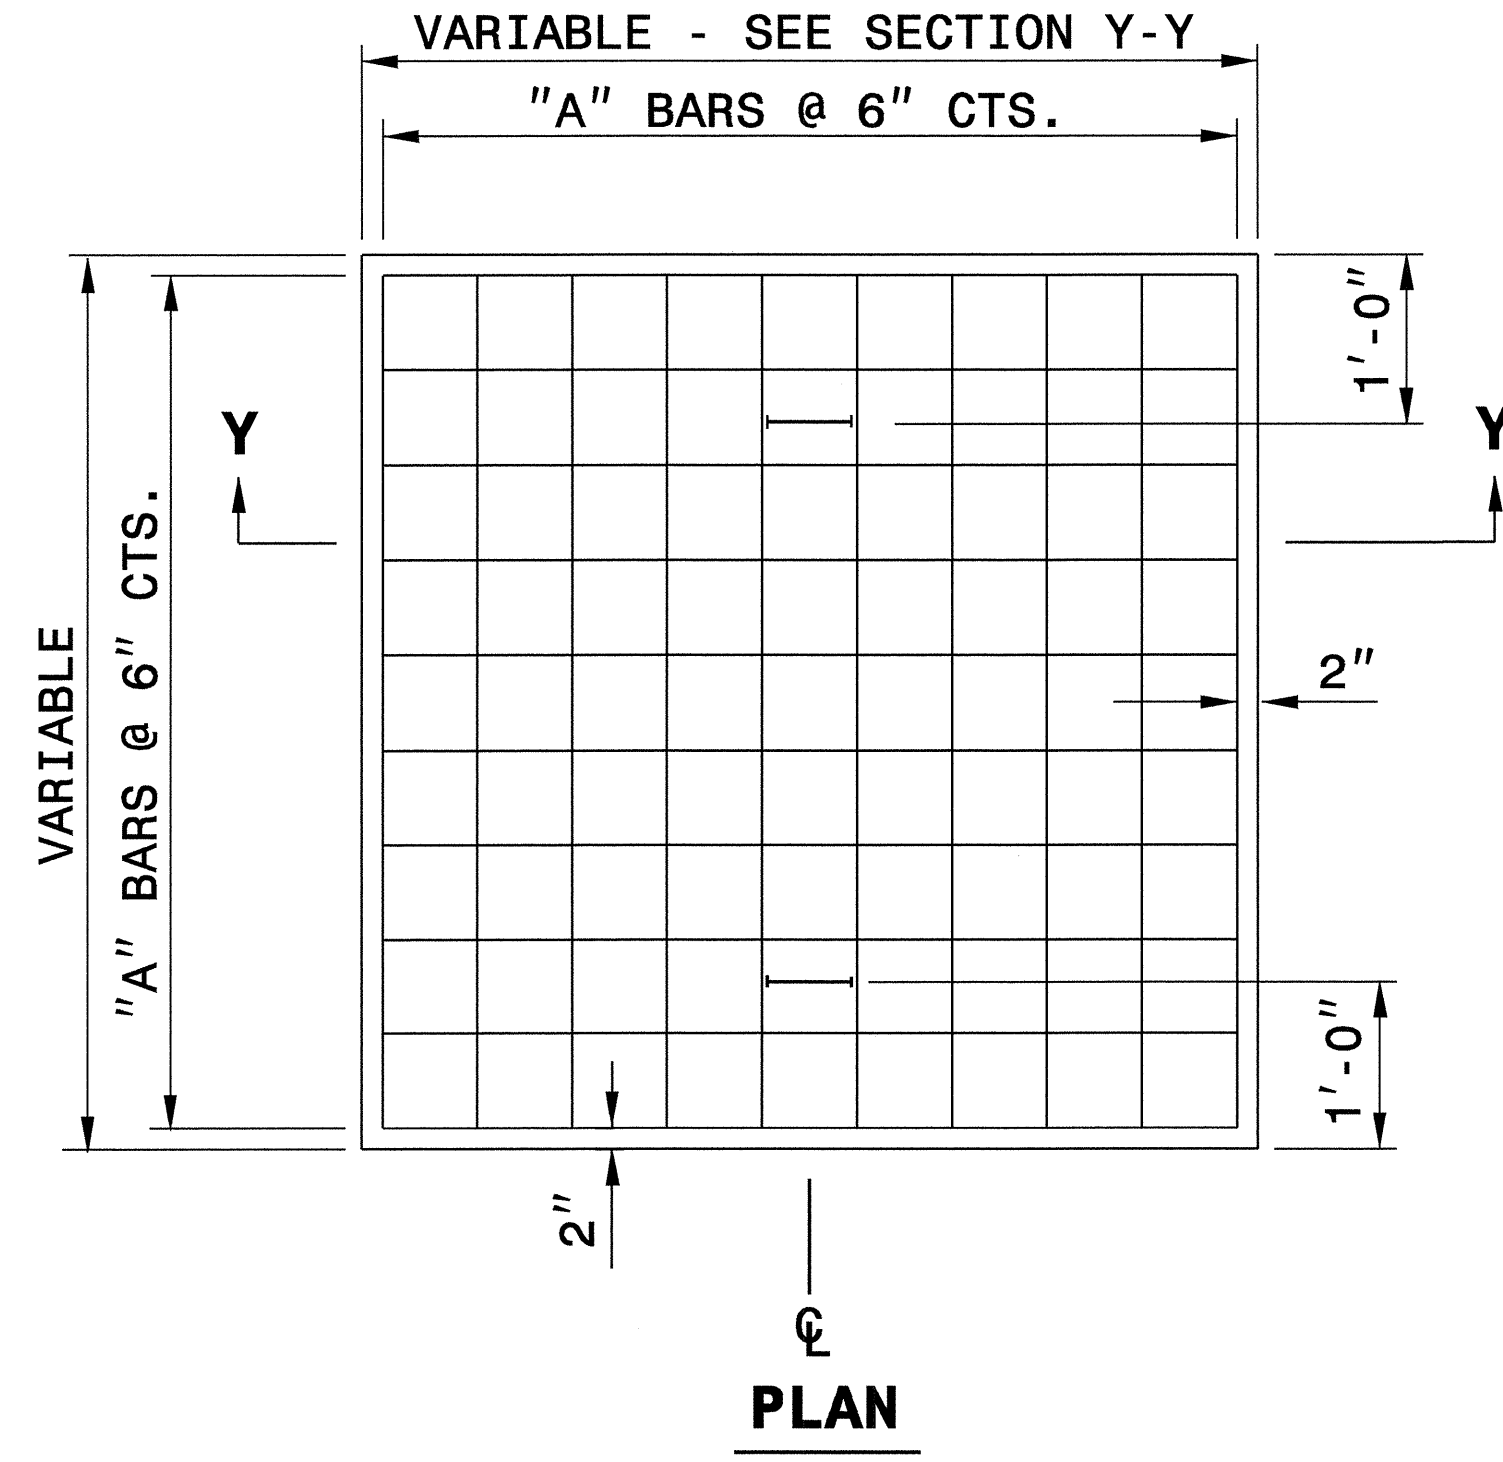 VARIABLE - SEE SECTION Y-Y
"A" BARS @ 6" CTS.
1'-0"
Y
Y
VARIABLE
"A" BARS @ 6" CTS.
2"
1'-0"
2"
℄
PLAN